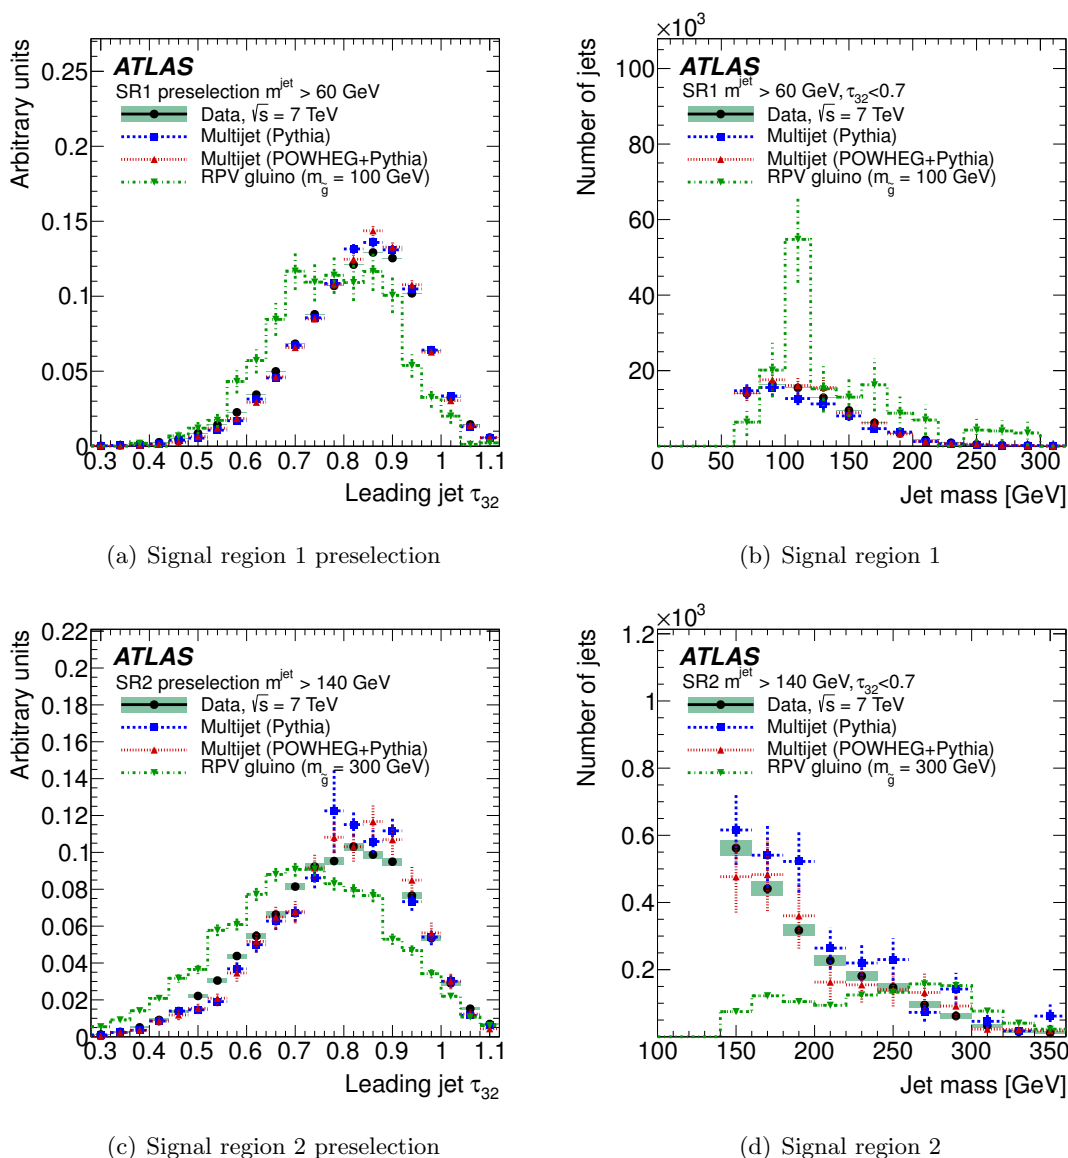 Arbitrary units
0.25
0.2
0.15
0.1
0.05
0
ATLAS
SR1 preselection m^jet > 60 GeV
Data, √s = 7 TeV
Multijet (Pythia)
Multijet (POWHEG+Pythia)
RPV gluino (m_g̃ = 100 GeV)
0.3 0.4 0.5 0.6 0.7 0.8 0.9 1 1.1
Leading jet τ32
(a) Signal region 1 preselection
×10³
Number of jets
100
80
60
40
20
ATLAS
SR1 m^jet > 60 GeV, τ32<0.7
Data, √s = 7 TeV
Multijet (Pythia)
Multijet (POWHEG+Pythia)
RPV gluino (m_g̃ = 100 GeV)
0 50 100 150 200 250 300
Jet mass [GeV]
(b) Signal region 1
Arbitrary units
0.22
0.2
0.18
0.16
0.14
0.12
0.1
0.08
0.06
0.04
0.02
0
ATLAS
SR2 preselection m^jet > 140 GeV
Data, √s = 7 TeV
Multijet (Pythia)
Multijet (POWHEG+Pythia)
RPV gluino (m_g̃ = 300 GeV)
0.3 0.4 0.5 0.6 0.7 0.8 0.9 1 1.1
Leading jet τ32
(c) Signal region 2 preselection
×10³
Number of jets
1.2
1
0.8
0.6
0.4
0.2
ATLAS
SR2 m^jet > 140 GeV, τ32<0.7
Data, √s = 7 TeV
Multijet (Pythia)
Multijet (POWHEG+Pythia)
RPV gluino (m_g̃ = 300 GeV)
100 150 200 250 300 350
Jet mass [GeV]
(d) Signal region 2